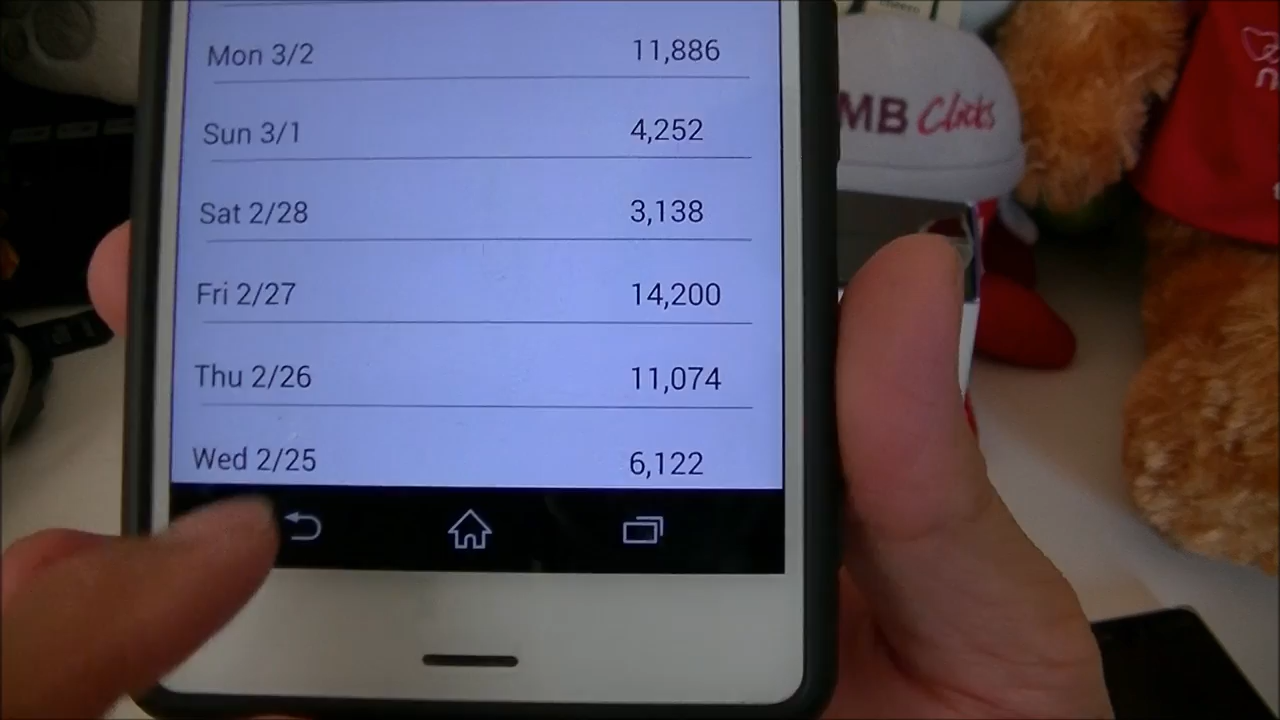 Mon 3/2 11,886
Sun 3/1 4,252
Sat 2/28 3,138
Fri 2/27 14,200
Thu 2/26 11,074
Wed 2/25 6,122
MB Clicks